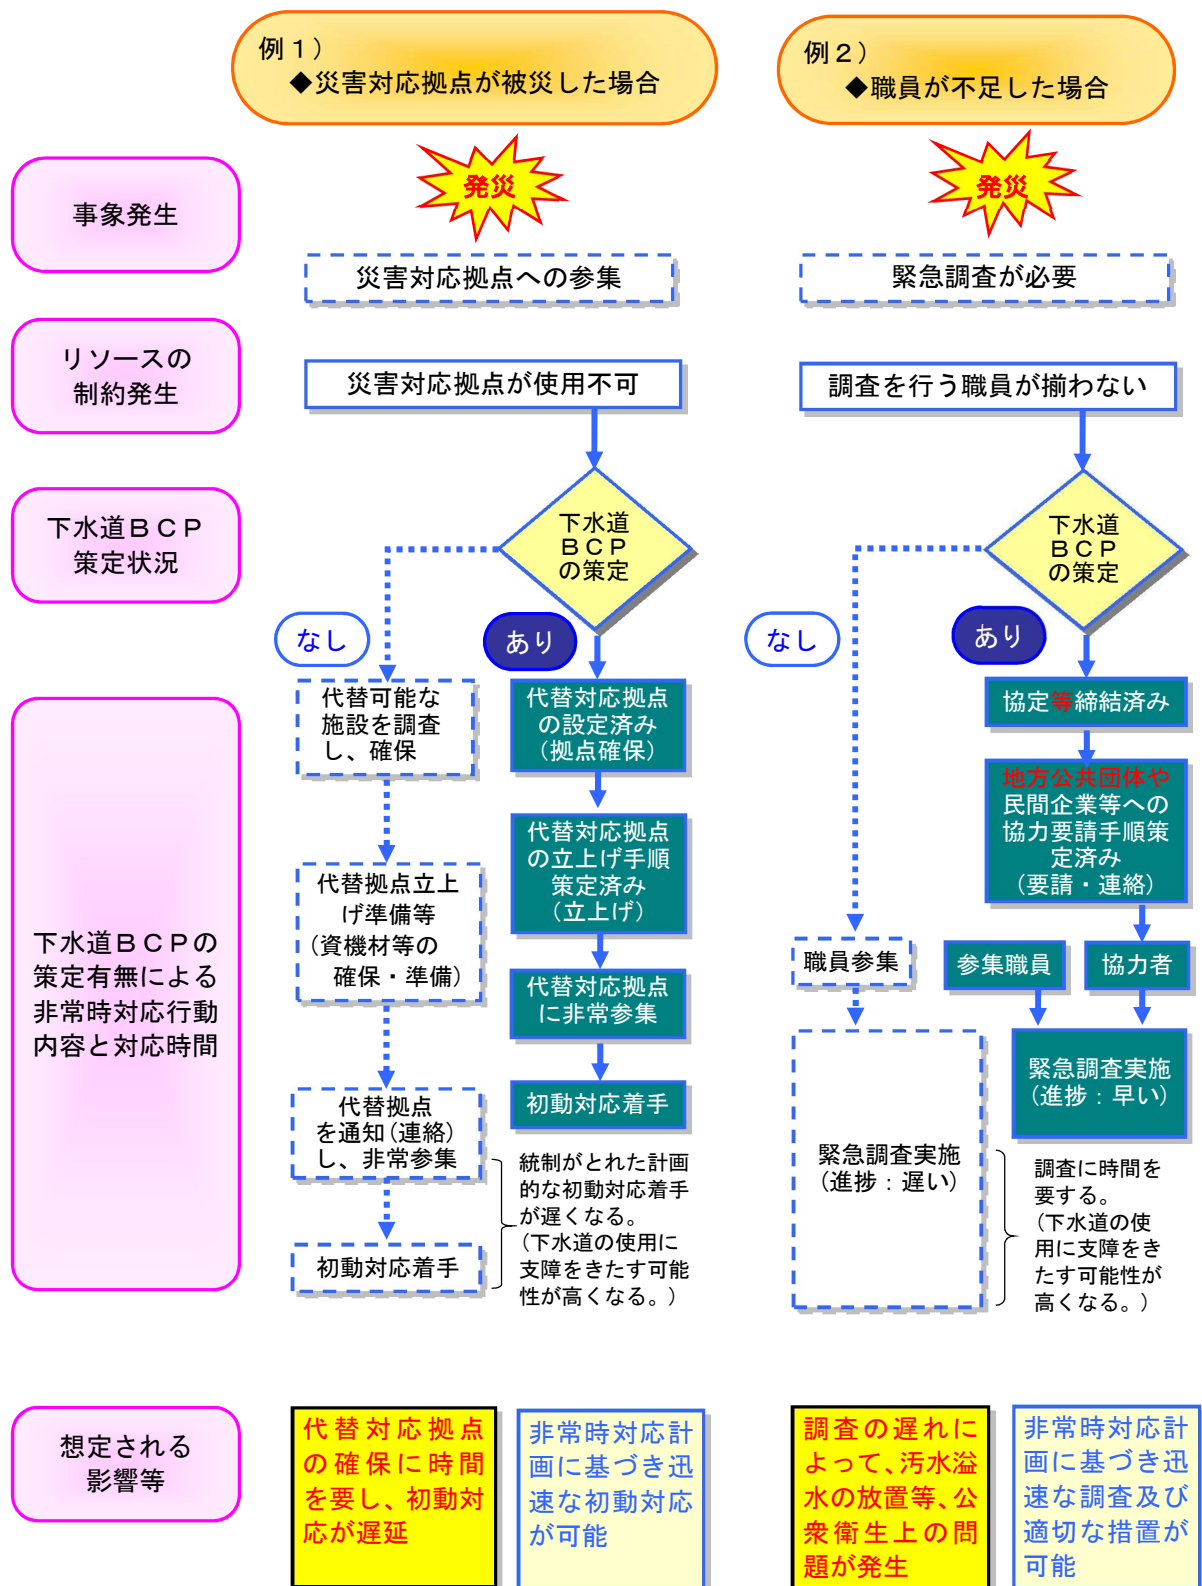 例１）
◆災害対応拠点が被災した場合
例２）
◆職員が不足した場合
事象発生
発災
発災
災害対応拠点への参集
緊急調査が必要
リソースの
制約発生
災害対応拠点が使用不可
調査を行う職員が揃わない
下水道ＢＣＰ
策定状況
下水道
ＢＣＰ
の策定
下水道
ＢＣＰ
の策定
なし
あり
なし
あり
下水道ＢＣＰの
策定有無による
非常時対応行動
内容と対応時間
代替可能な
施設を調査
し、確保
代替拠点立上
げ準備等
（資機材等の
確保・準備）
代替拠点
を通知（連絡）
し、非常参集
初動対応着手
代替対応拠点
の設定済み
（拠点確保）
代替対応拠点
の立上げ手順
策定済み
（立上げ）
代替対応拠点
に非常参集
初動対応着手
統制がとれた計画
的な初動対応着手
が遅くなる。
（下水道の使用に
支障をきたす可能
性が高くなる。）
職員参集
緊急調査実施
（進捗：遅い）
協定等締結済み
地方公共団体や
民間企業等への
協力要請手順策
定済み
（要請・連絡）
参集職員
協力者
緊急調査実施
（進捗：早い）
調査に時間を
要する。
（下水道の使
用に支障をき
たす可能性が
高くなる。）
想定される
影響等
代替対応拠点
の確保に時間
を要し、初動対
応が遅延
非常時対応計
画に基づき迅
速な初動対応
が可能
調査の遅れに
よって、汚水溢
水の放置等、公
衆衛生上の問
題が発生
非常時対応計
画に基づき迅
速な調査及び
適切な措置が
可能